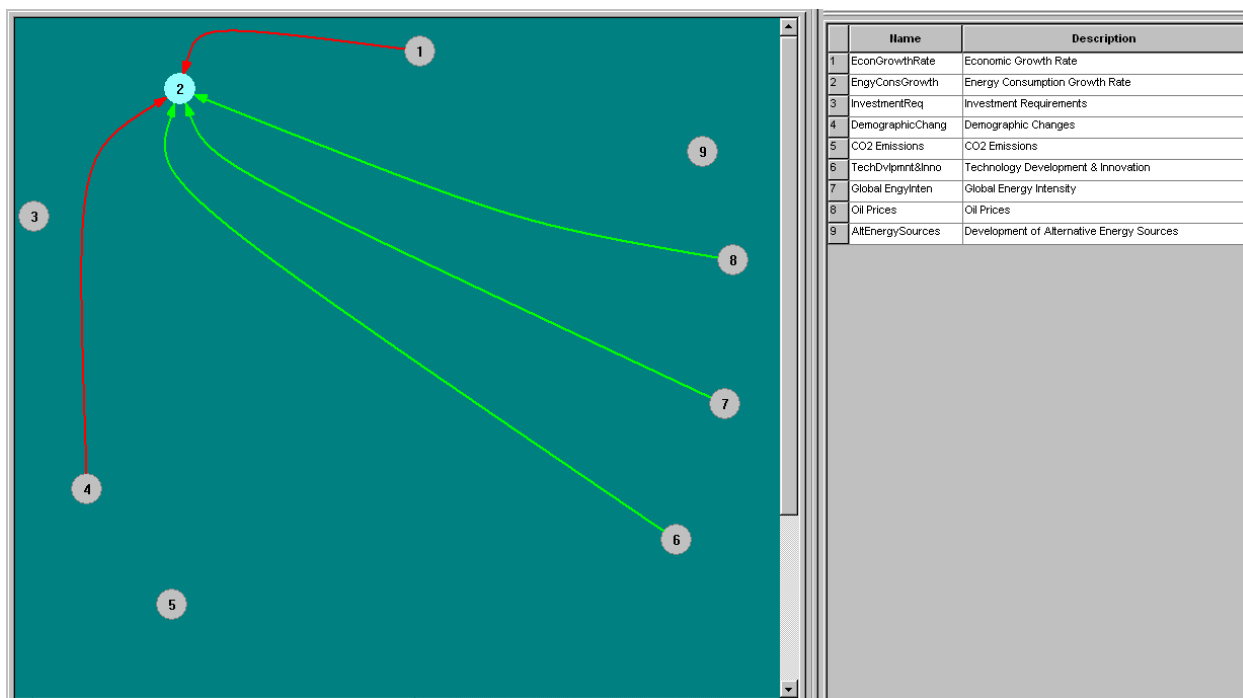 1
2
9
3
8
7
4
6
5
Name Description
1 EconGrowthRate Economic Growth Rate
2 EngyConsGrowth Energy Consumption Growth Rate
3 InvestmentReq Investment Requirements
4 DemographicChang Demographic Changes
5 CO2 Emissions CO2 Emissions
6 TechDvlpmnt&Inno Technology Development & Innovation
7 Global EngyInten Global Energy Intensity
8 Oil Prices Oil Prices
9 AltEnergySources Development of Alternative Energy Sources